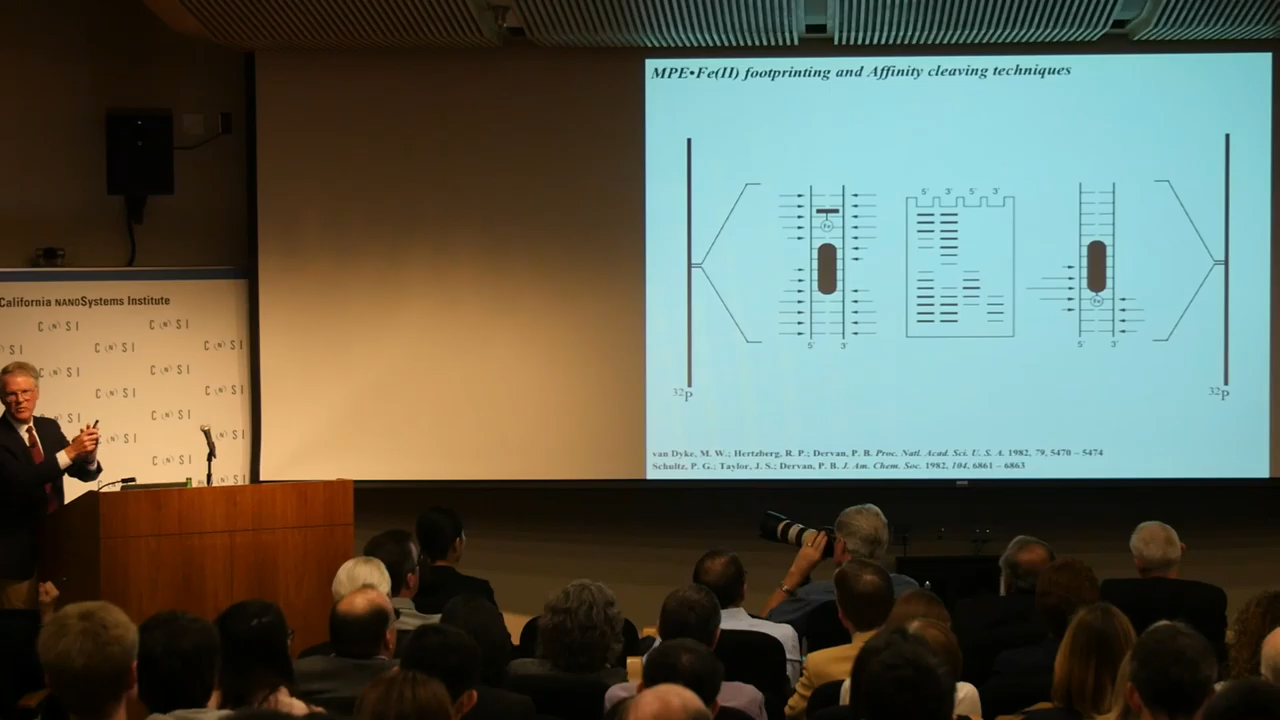 MPE•Fe(II) footprinting and Affinity cleaving techniques
5' 3' 5' 3'
Fe
Fe
5' 3'
5' 3'
32P
32P
van Dyke, M. W.; Hertzberg, R. P.; Dervan, P. B. Proc. Natl. Acad. Sci. U. S. A. 1982, 79, 5470 – 5474
Schultz, P. G.; Taylor, J. S.; Dervan, P. B. J. Am. Chem. Soc. 1982, 104, 6861 – 6863
California NANOSystems Institute
C (N) S I C (N) S I
S I C (N) S I C (N) S I
(N) S I C (N) S I
C (N) S I C (N) S I
(N) S I C (N) S I
C (N) S I (N) S I
C (N) S I